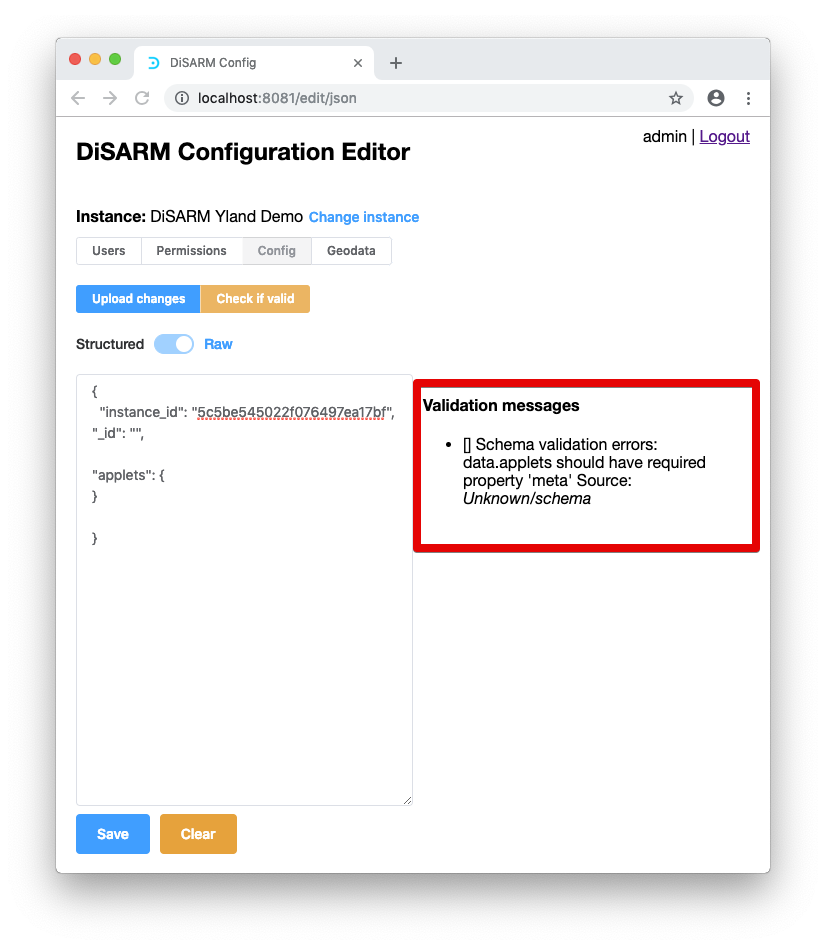 DiSARM Config
localhost:8081/edit/json
admin | Logout
DiSARM Configuration Editor
Instance: DiSARM Yland Demo Change instance
Users Permissions Config Geodata
Upload changes Check if valid
Structured Raw
{
"instance_id": "5c5be545022f076497ea17bf",
"_id": "",
"applets": {
}
}
Validation messages
[] Schema validation errors:
data.applets should have required
property 'meta' Source:
Unknown/schema
Save Clear